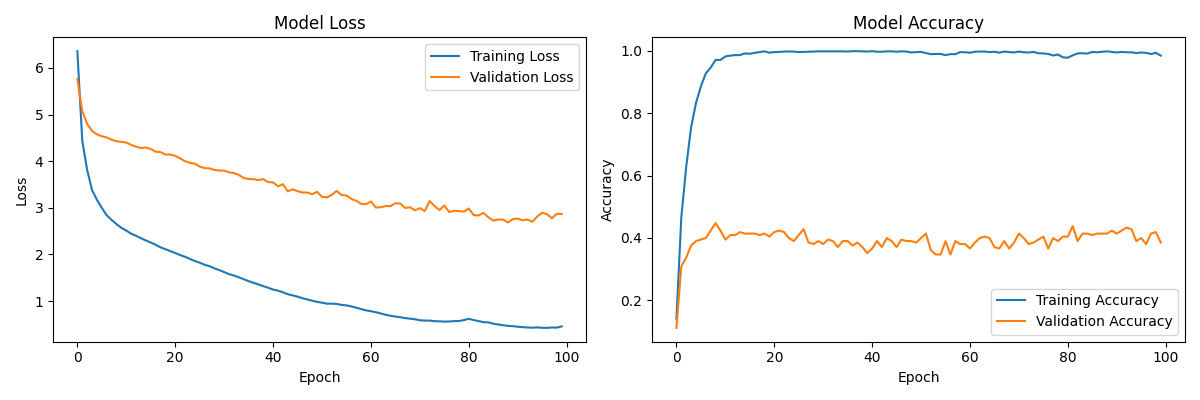 Model Loss
Training Loss
Validation Loss
6
5
4
3
2
1
Loss
0 20 40 60 80 100
Epoch
Model Accuracy
1.0
0.8
0.6
0.4
0.2
Accuracy
Training Accuracy
Validation Accuracy
0 20 40 60 80 100
Epoch